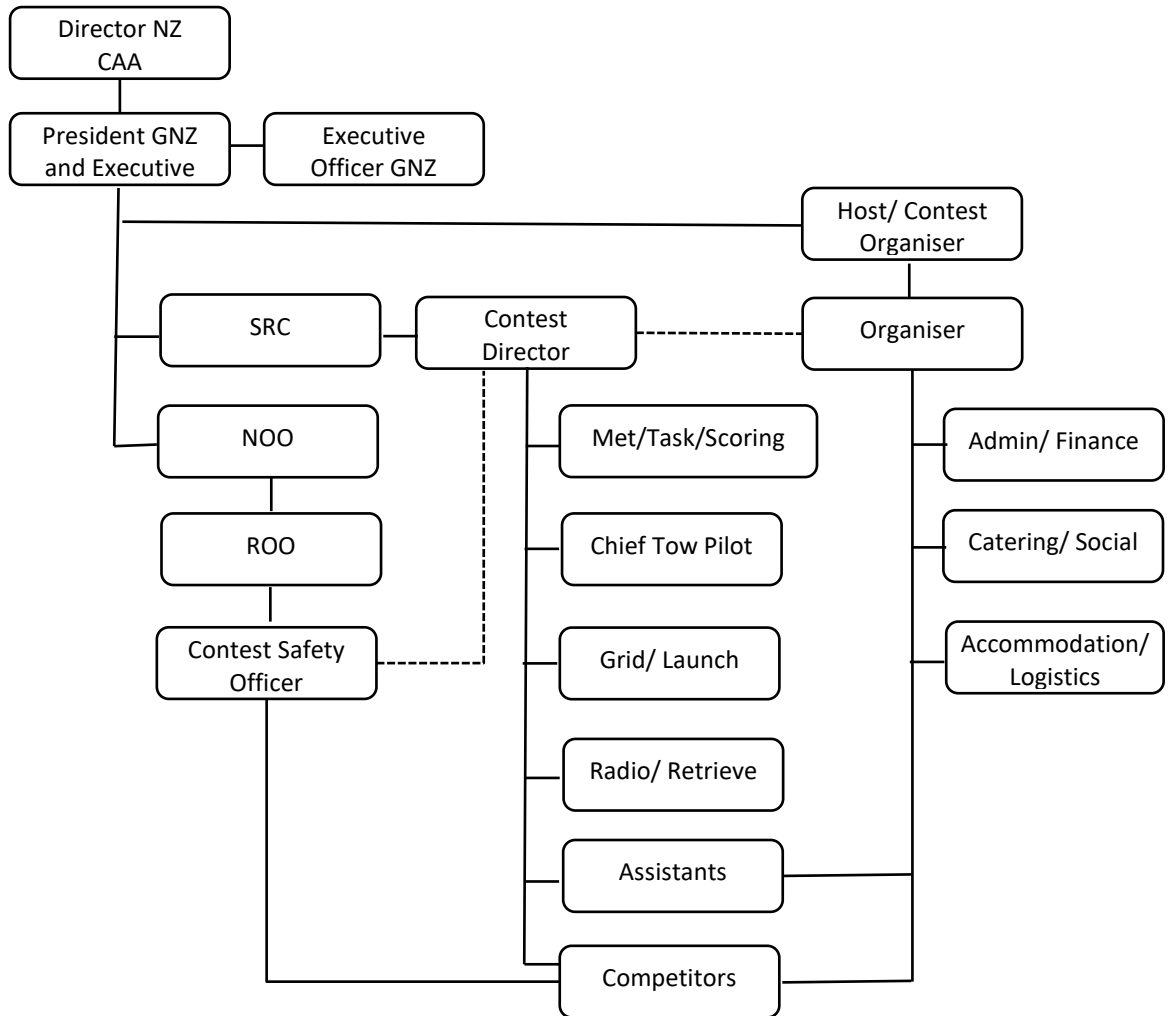 Director NZ
CAA
President GNZ
and Executive
Executive
Officer GNZ
Host/ Contest
Organiser
SRC
Contest
Director
Organiser
NOO
Met/Task/Scoring
Admin/ Finance
ROO
Chief Tow Pilot
Catering/ Social
Contest Safety
Officer
Grid/ Launch
Accommodation/
Logistics
Radio/ Retrieve
Assistants
Competitors